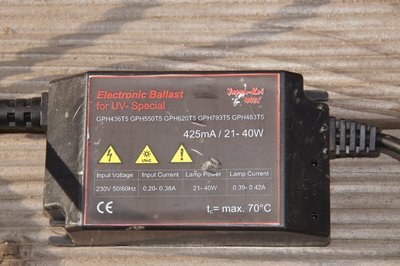 Electronic Ballast
for UV- Special
GPH436T5 GPH550T5 GPH620T5 GPH793T5 GPH483T5
425mA / 21- 40W
UV-C
Input Voltage Input Current Lamp Power Lamp Current
230V 50/60Hz 0.20- 0,38A 21- 40W 0.39- 0.42A
CE tc= max. 70°C